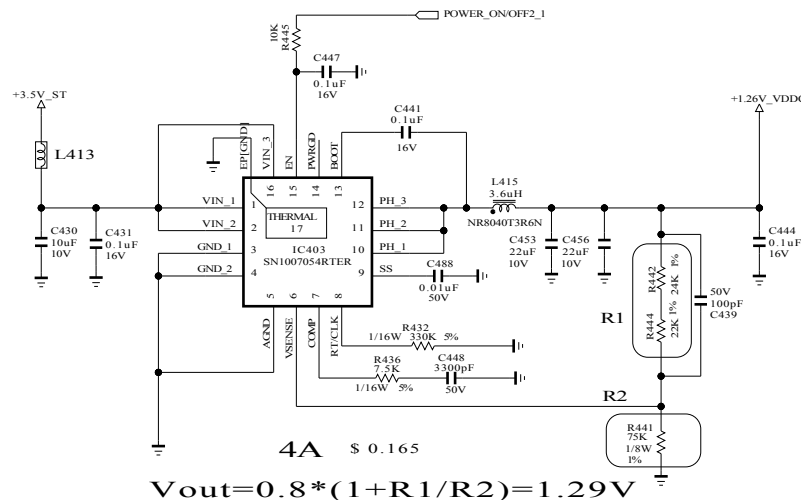 POWER_ON/OFF2_1
10K
R445
C447
0.1uF
16V
+3.5V_ST
L413
C441
0.1uF
16V
EP[GND]
VIN_3
EN
PWRGD
BOOT
16
15
14
13
VIN_1
VIN_2
GND_1
GND_2
1
2
3
4
THERMAL
17
IC403
SN1007054RTER
12
11
10
9
PH_3
PH_2
PH_1
SS
5
6
7
8
AGND
VSENSE
COMP
RT/CLK
C430
10uF
10V
C431
0.1uF
16V
L415
3.6uH
NR8040T3R6N
C488
0.01uF
50V
C453
22uF
10V
C456
22uF
10V
R1
R442
24K 1%
R444
22K 1%
50V
100pF
C439
C444
0.1uF
16V
R432
1/16W 330K 5%
R436
7.5K
1/16W 5%
C448
3300pF
50V
R2
R441
75K
1/8W
1%
4A $ 0.165
Vout=0.8*(1+R1/R2)=1.29V